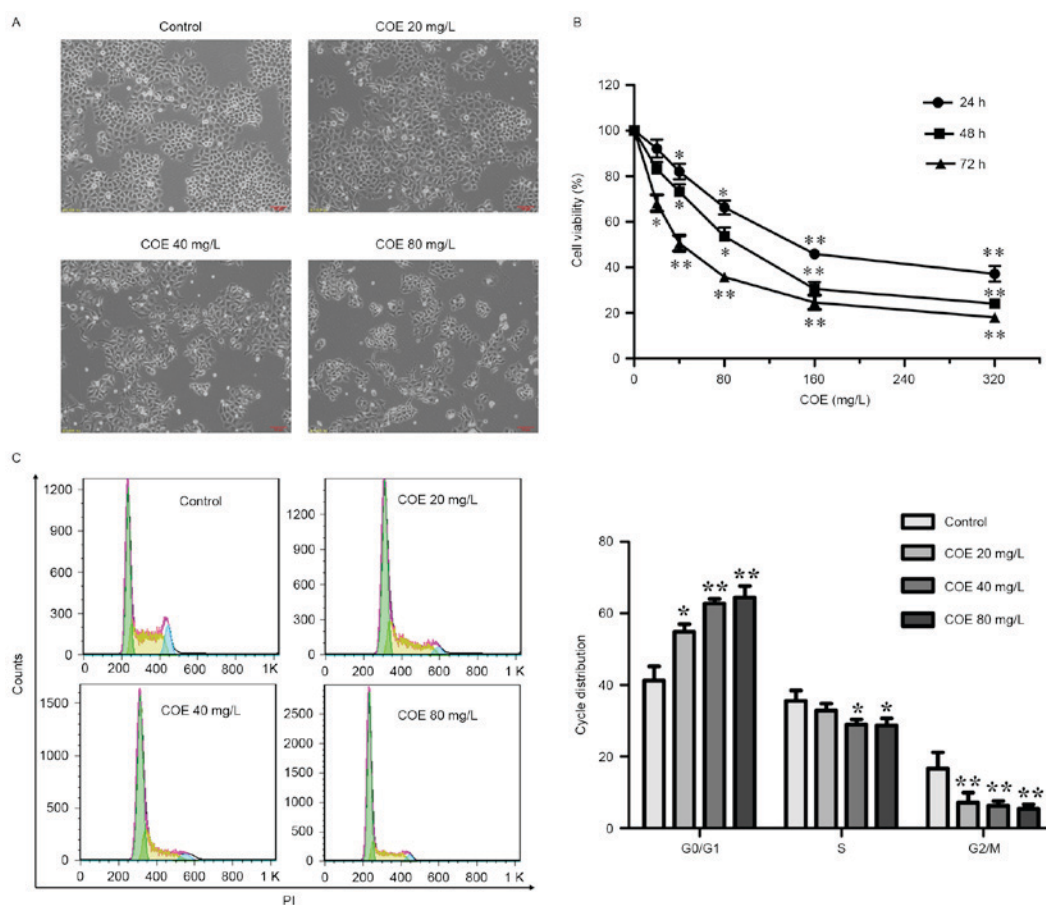 A
Control
COE 20 mg/L
COE 40 mg/L
COE 80 mg/L
B
120
100
80
60
40
20
0
Cell viability (%)
0 80 160 240 320
COE (mg/L)
24 h
48 h
72 h
*
*
*
*
*
**
**
**
**
**
**
**
**
C
Counts
Control
1200
900
600
300
0
0 200 400 600 800 1 K
COE 20 mg/L
1200
900
600
300
0
0 200 400 600 800 1 K
COE 40 mg/L
1500
1000
500
0
0 200 400 600 800 1 K
COE 80 mg/L
2500
2000
1500
1000
500
0
0 200 400 600 800 1 K
PI
Cycle distribution
80
60
40
20
0
* ** **
* *
** ** **
G0/G1 S G2/M
Control
COE 20 mg/L
COE 40 mg/L
COE 80 mg/L